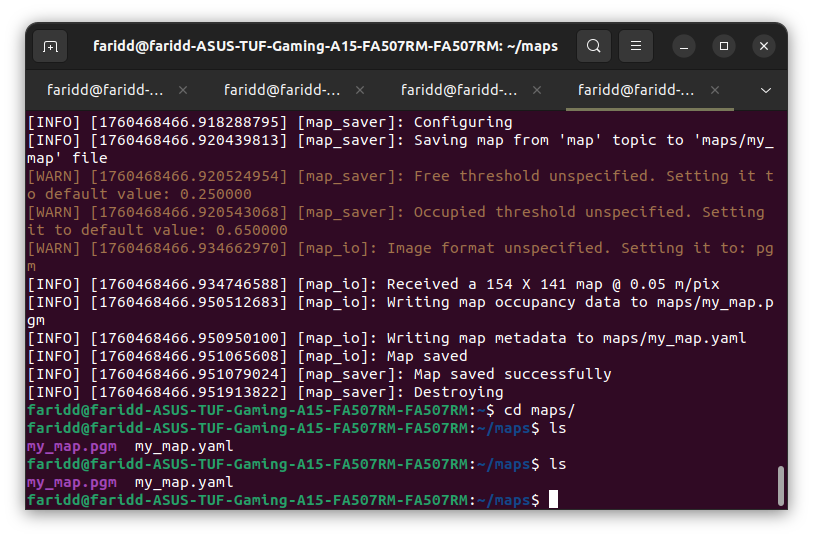 faridd@faridd-ASUS-TUF-Gaming-A15-FA507RM-FA507RM: ~/maps
faridd@faridd-... faridd@faridd-... faridd@faridd-... faridd@faridd-...
[INFO] [1760468466.918288795] [map_saver]: Configuring
[INFO] [1760468466.920439813] [map_saver]: Saving map from 'map' topic to 'maps/my_
map' file
[WARN] [1760468466.920524954] [map_saver]: Free threshold unspecified. Setting it t
o default value: 0.250000
[WARN] [1760468466.920543068] [map_saver]: Occupied threshold unspecified. Setting
it to default value: 0.650000
[WARN] [1760468466.934662970] [map_io]: Image format unspecified. Setting it to: pg
m
[INFO] [1760468466.934746588] [map_io]: Received a 154 X 141 map @ 0.05 m/pix
[INFO] [1760468466.950512683] [map_io]: Writing map occupancy data to maps/my_map.p
gm
[INFO] [1760468466.950950100] [map_io]: Writing map metadata to maps/my_map.yaml
[INFO] [1760468466.951065608] [map_io]: Map saved
[INFO] [1760468466.951079024] [map_saver]: Map saved successfully
[INFO] [1760468466.951913822] [map_saver]: Destroying
faridd@faridd-ASUS-TUF-Gaming-A15-FA507RM-FA507RM:~$ cd maps/
faridd@faridd-ASUS-TUF-Gaming-A15-FA507RM-FA507RM:~/maps$ ls
my_map.pgm  my_map.yaml
faridd@faridd-ASUS-TUF-Gaming-A15-FA507RM-FA507RM:~/maps$ ls
my_map.pgm  my_map.yaml
faridd@faridd-ASUS-TUF-Gaming-A15-FA507RM-FA507RM:~/maps$